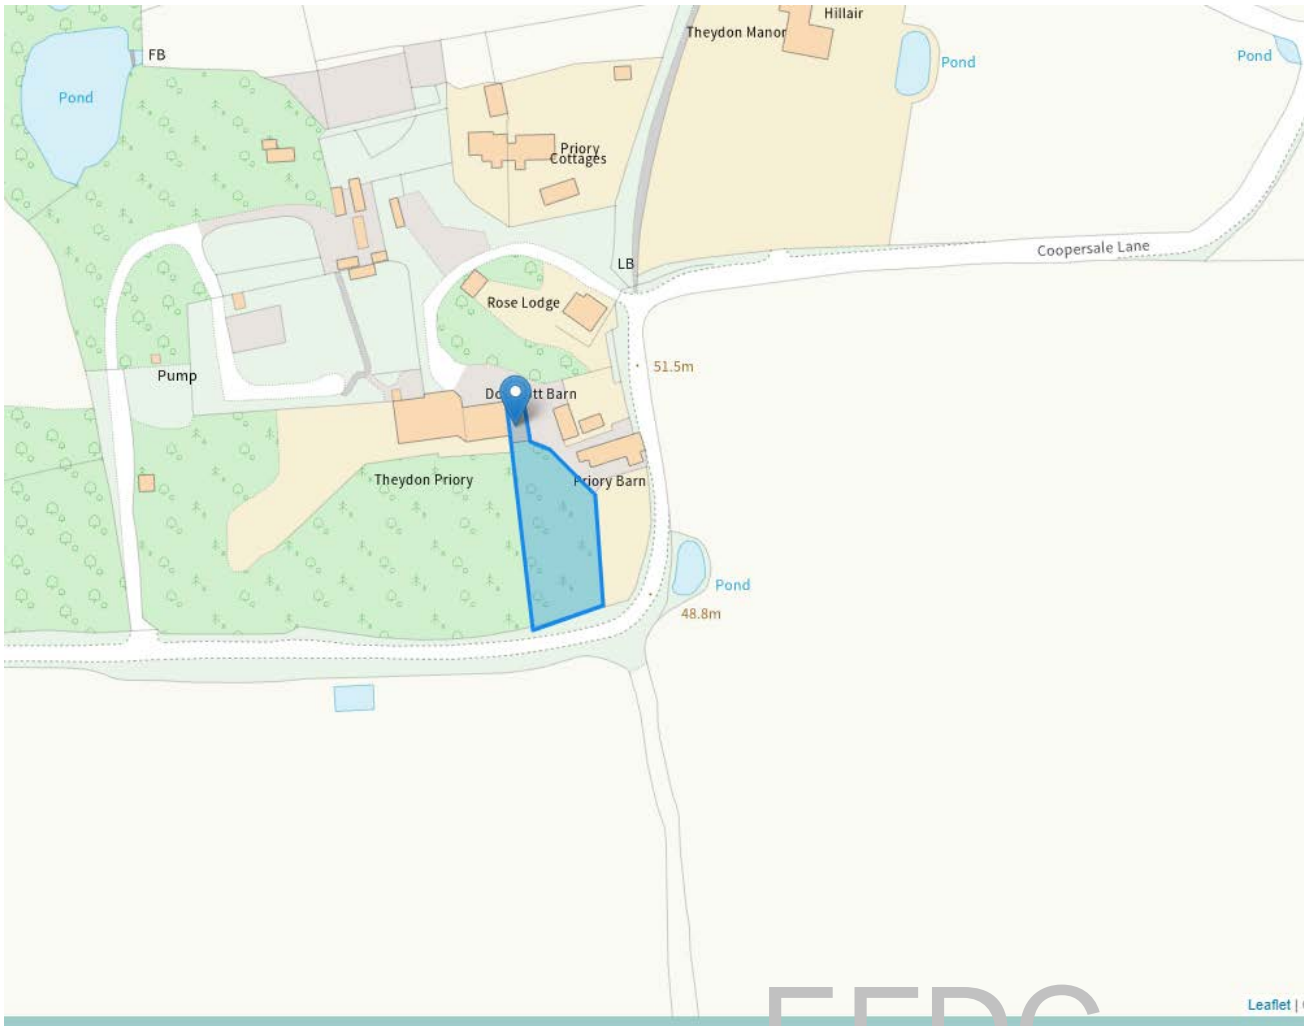 Hillair
Theydon Manor
FB
Pond
Pond
Pond
Priory
Cottages
Coopersale Lane
LB
Rose Lodge
51.5m
Pump
Barn
Theydon Priory
Priory Barn
Pond
48.8m
EFDC
Leaflet |